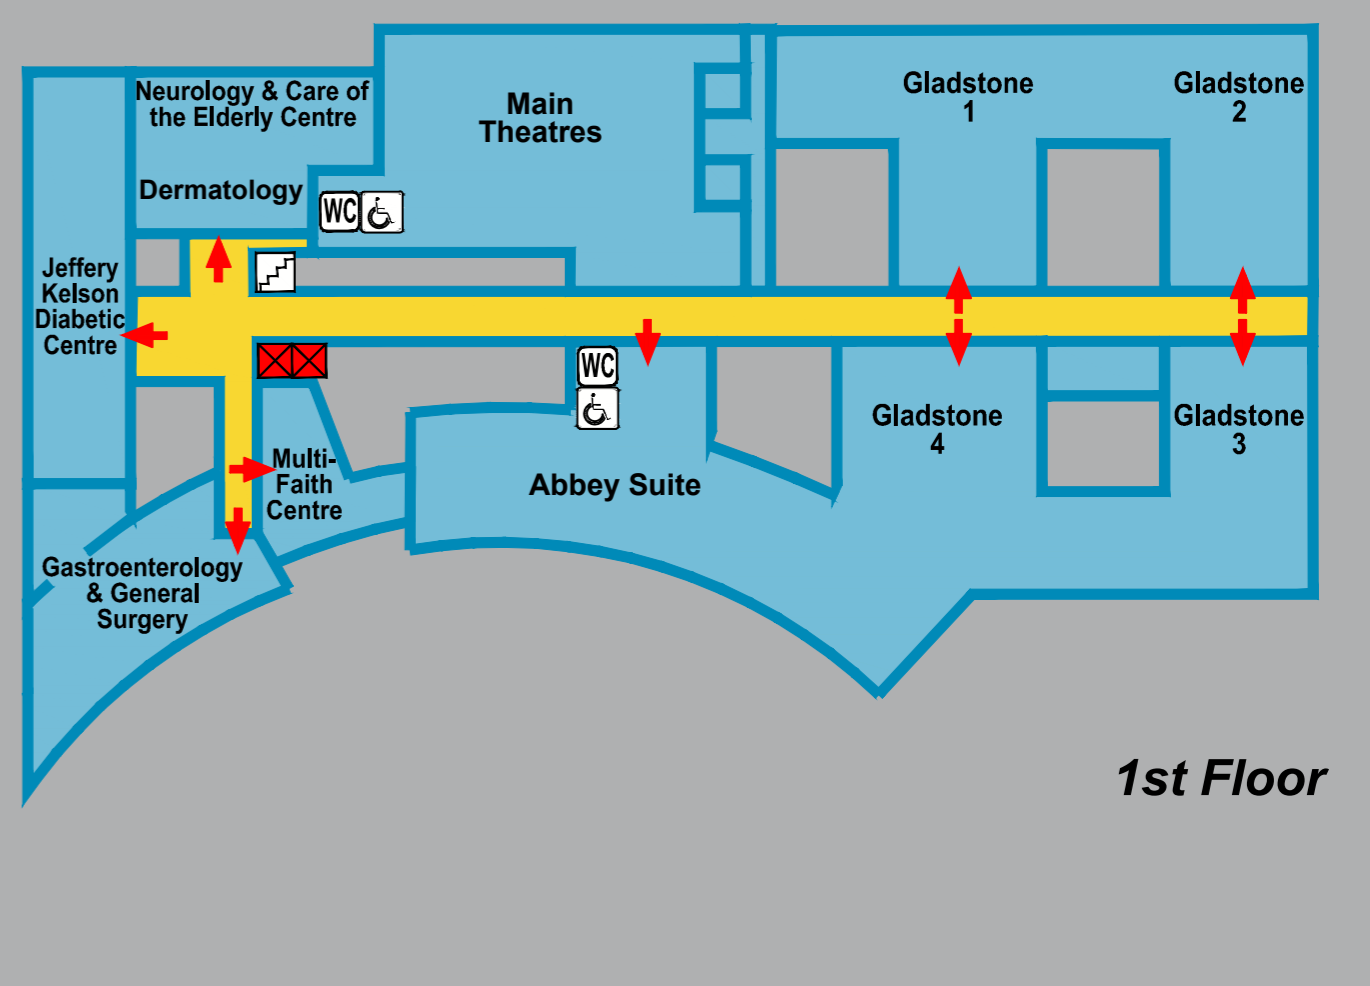 Neurology & Care of
the Elderly Centre
Dermatology
Main
Theatres
Gladstone
1
Gladstone
2
WC
Jeffery
Kelson
Diabetic
Centre
WC
Gladstone
4
Gladstone
3
Multi-
Faith
Centre
Abbey Suite
Gastroenterology
& General
Surgery
1st Floor